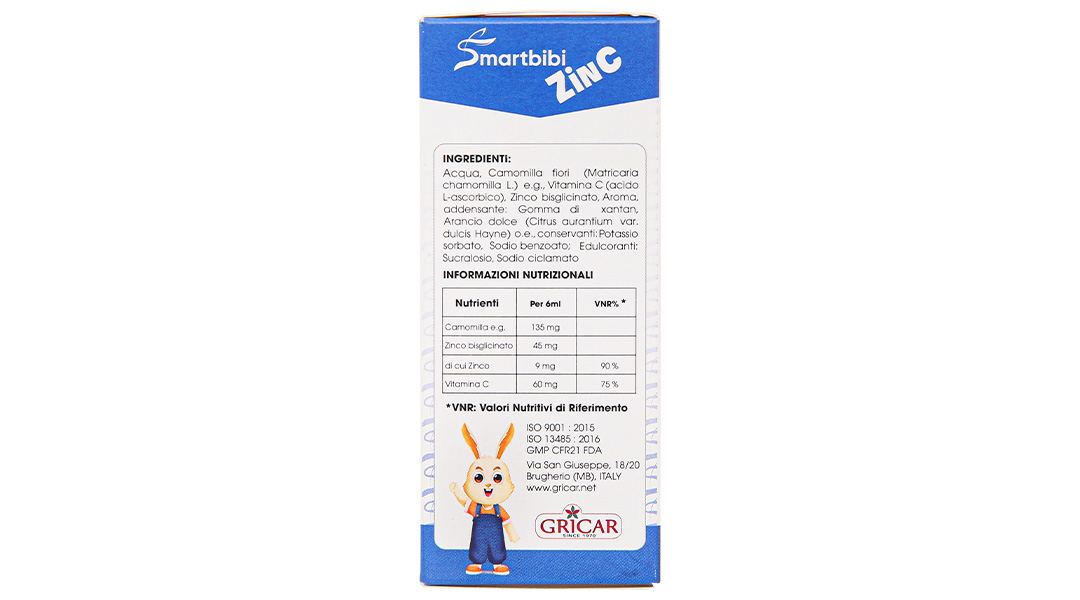 Smartbibi
ZinC
INGREDIENTI:
Acqua, Camomilla fiori (Matricaria
chamomilla L.) e.g., Vitamina C (acido
L-ascorbico), Zinco bisglicinato, Aroma,
addensante: Gomma di xantan,
Arancio dolce (Citrus aurantium var.
dulcis Hayne) o.e., conservanti: Potassio
sorbato, Sodio benzoato; Edulcoranti:
Sucralosio, Sodio ciclamato
INFORMAZIONI NUTRIZIONALI
Nutrienti Per 6ml VNR% *
Camomilla e.g. 135 mg
Zinco bisglicinato 45 mg
di cui Zinco 9 mg 90 %
Vitamina C 60 mg 75 %
*VNR: Valori Nutritivi di Riferimento
ISO 9001 : 2015
ISO 13485 : 2016
GMP CFR21 FDA
Via San Giuseppe, 18/20
Brugherio (MB), ITALY
www.gricar.net
GRICAR
SINCE 1970